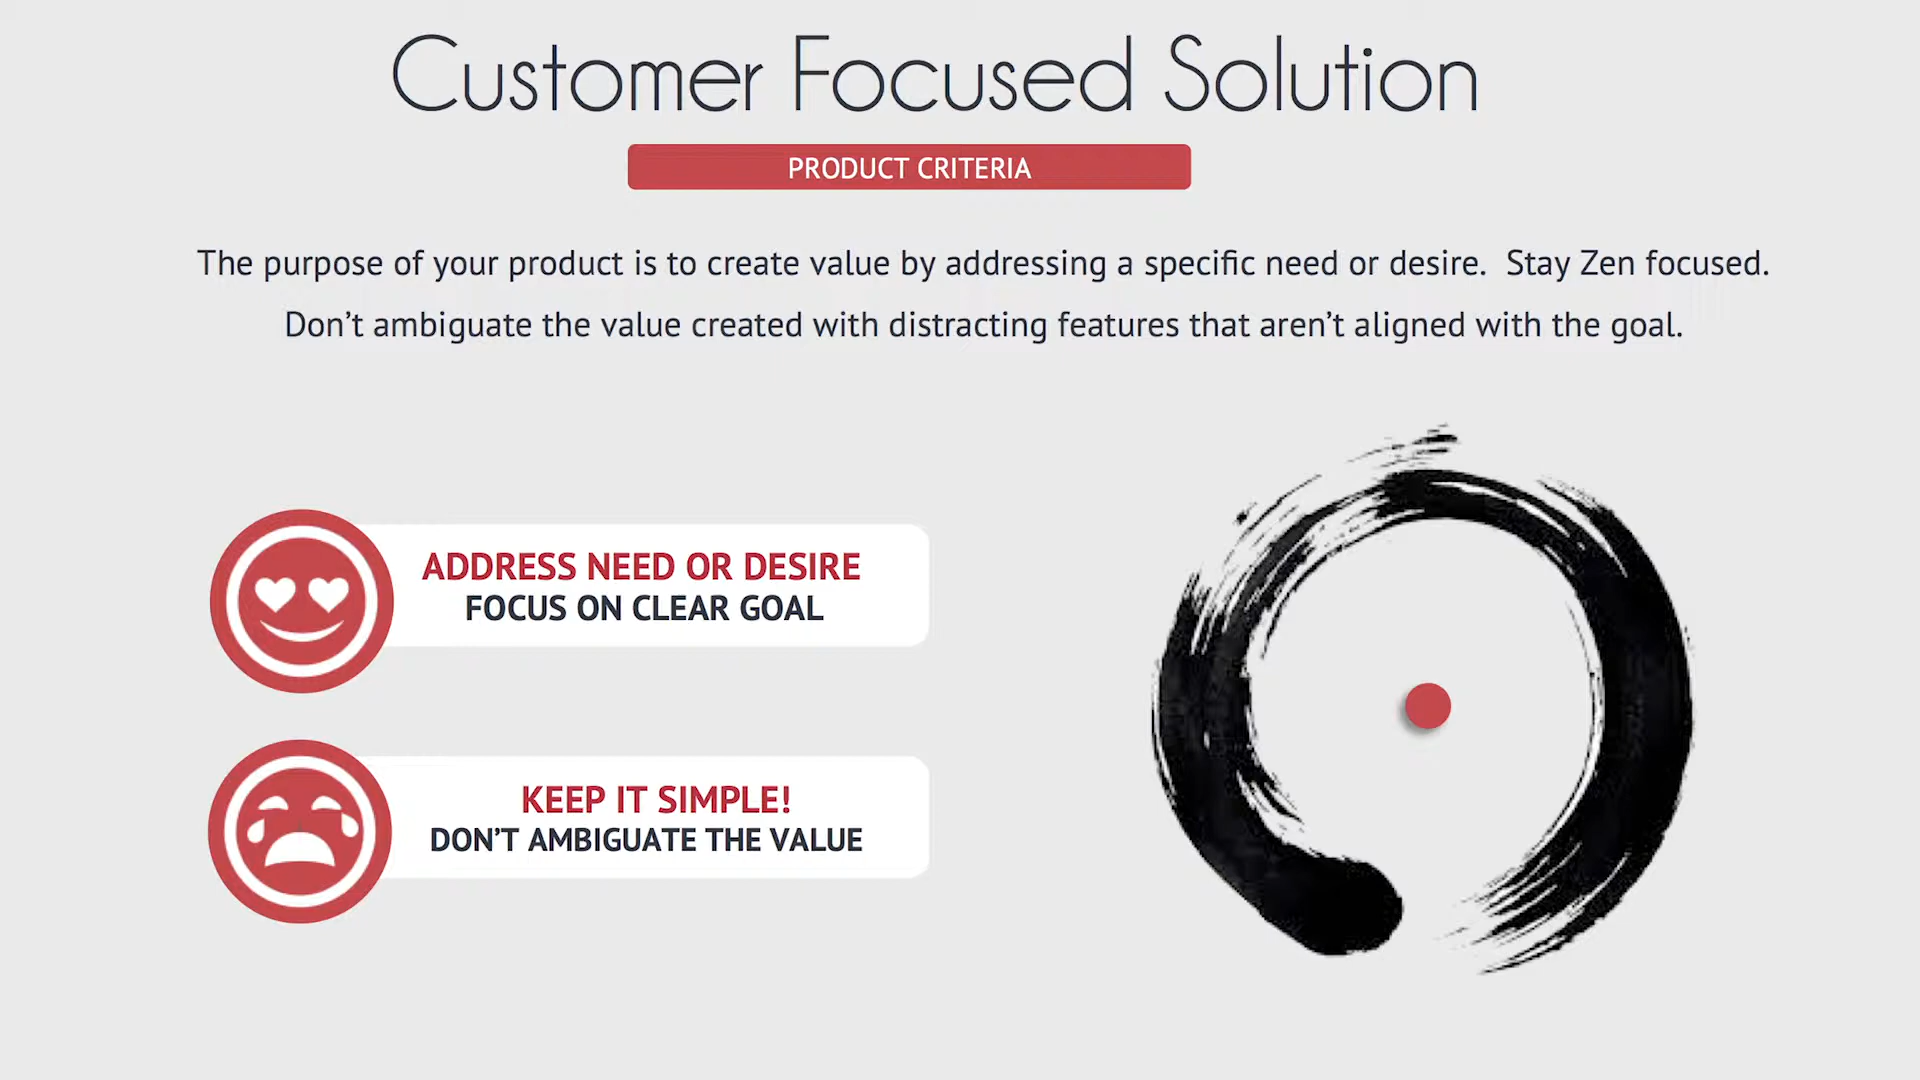 Customer Focused Solution
PRODUCT CRITERIA
The purpose of your product is to create value by addressing a specific need or desire.  Stay Zen focused.
Don’t ambiguate the value created with distracting features that aren’t aligned with the goal.
ADDRESS NEED OR DESIRE
FOCUS ON CLEAR GOAL
KEEP IT SIMPLE!
DON’T AMBIGUATE THE VALUE